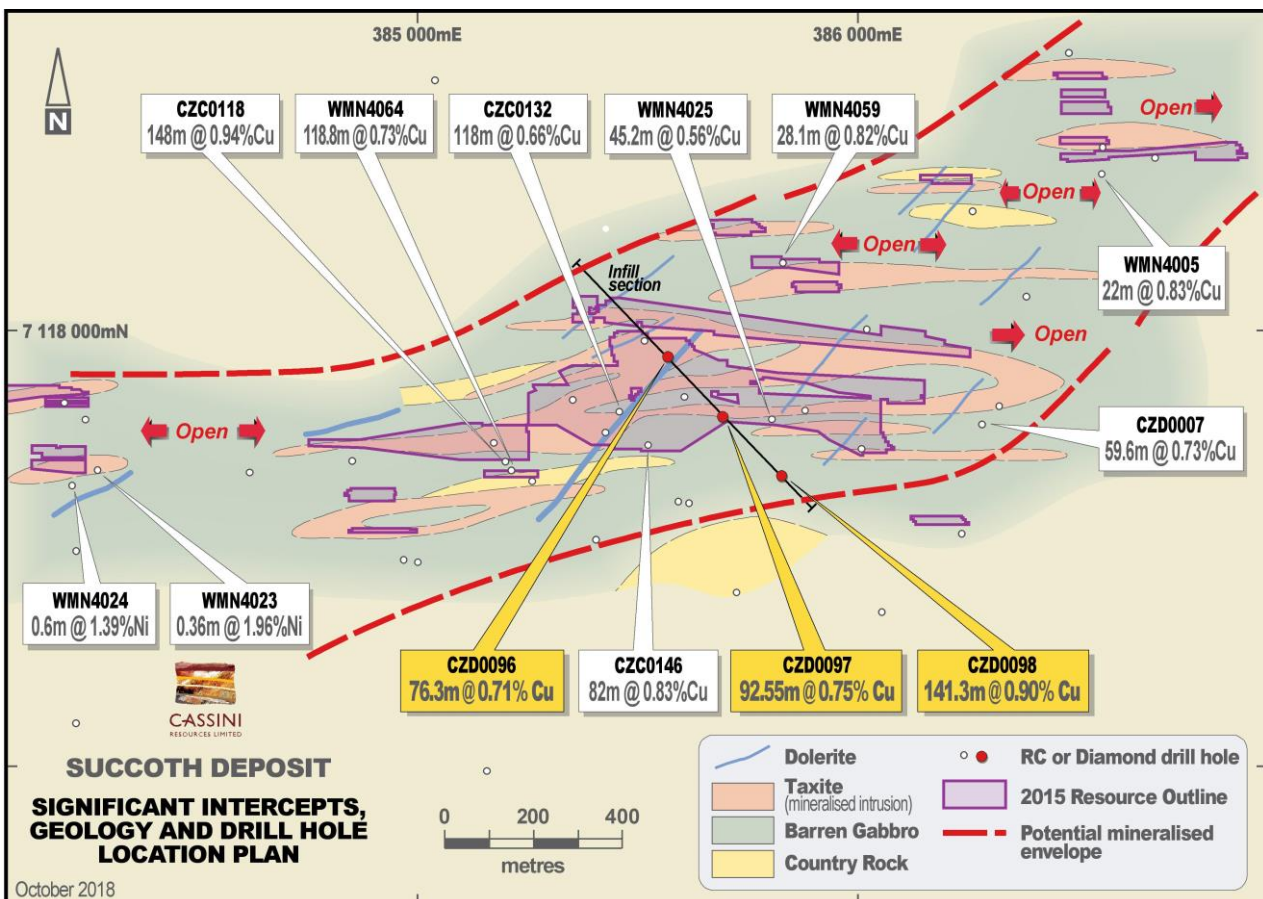 385 000mE
386 000mE
N
CZC0118
148m @ 0.94%Cu
WMN4064
118.8m @ 0.73%Cu
CZC0132
118m @ 0.66%Cu
WMN4025
45.2m @ 0.56%Cu
WMN4059
28.1m @ 0.82%Cu
Open
Open
Open
WMN4005
22m @ 0.83%Cu
Infill
section
7 118 000mN
Open
Open
CZD0007
59.6m @ 0.73%Cu
WMN4024
0.6m @ 1.39%Ni
WMN4023
0.36m @ 1.96%Ni
CZD0096
76.3m @ 0.71% Cu
CZC0146
82m @ 0.83%Cu
CZD0097
92.55m @ 0.75% Cu
CZD0098
141.3m @ 0.90% Cu
CASSINI
RESOURCES LIMITED
SUCCOTH DEPOSIT
SIGNIFICANT INTERCEPTS,
GEOLOGY AND DRILL HOLE
LOCATION PLAN
October 2018
0 200 400
metres
Dolerite
Taxite
(mineralised intrusion)
Barren Gabbro
Country Rock
RC or Diamond drill hole
2015 Resource Outline
Potential mineralised
envelope